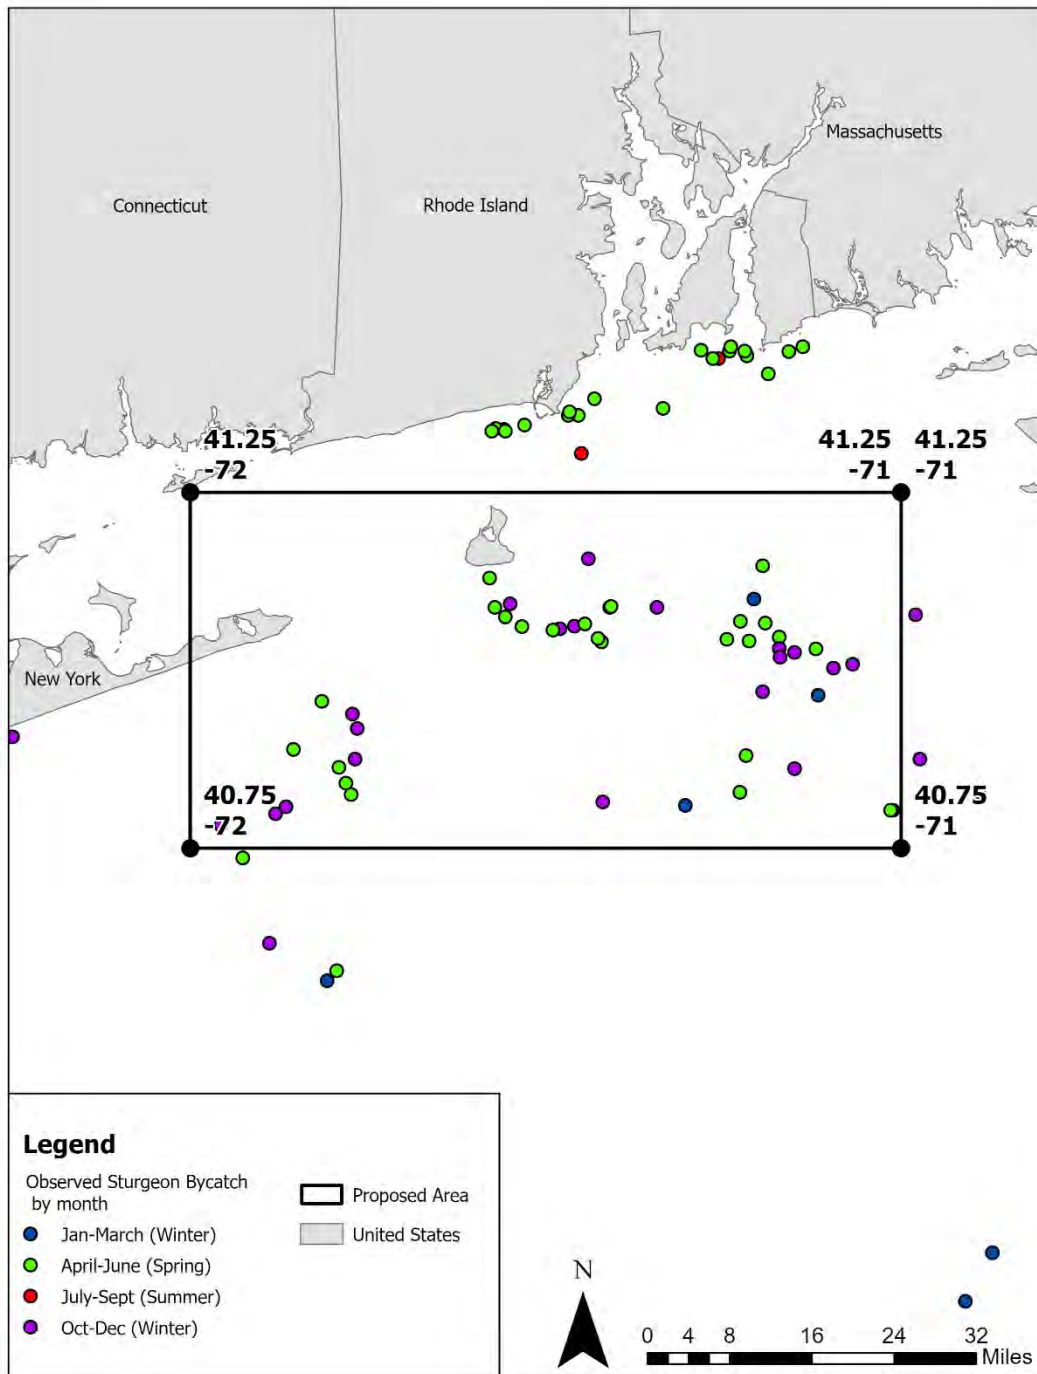 Massachusetts
Connecticut
Rhode Island
41.25
-72
41.25
-71
41.25
-71
New York
40.75
-72
40.75
-71
Legend
Observed Sturgeon Bycatch
by month
Jan-March (Winter)
April-June (Spring)
July-Sept (Summer)
Oct-Dec (Winter)
Proposed Area
United States
N
0 4 8 16 24 32
Miles